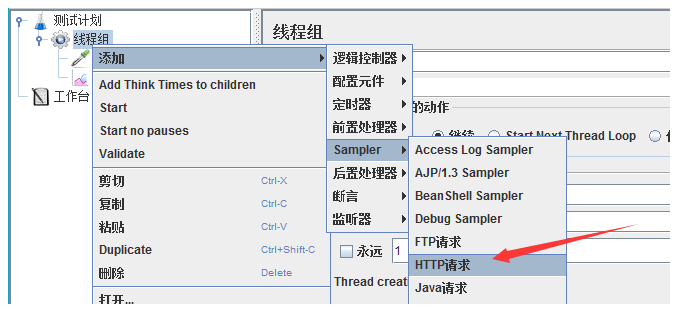 测试计划
线程组
工作台
添加
Add Think Times to children
Start
Start no pauses
Validate
剪切 Ctrl-X
复制 Ctrl-C
粘贴 Ctrl-V
Duplicate Ctrl+Shift-C
删除 Delete
打开...
逻辑控制器
配置元件
定时器
前置处理器
Sampler
后置处理器
断言
监听器
Access Log Sampler
AJP/1.3 Sampler
BeanShell Sampler
Debug Sampler
FTP请求
HTTP请求
Java请求
线程组
的动作
继续 Start Next Thread Loop
永远 1
Thread creat